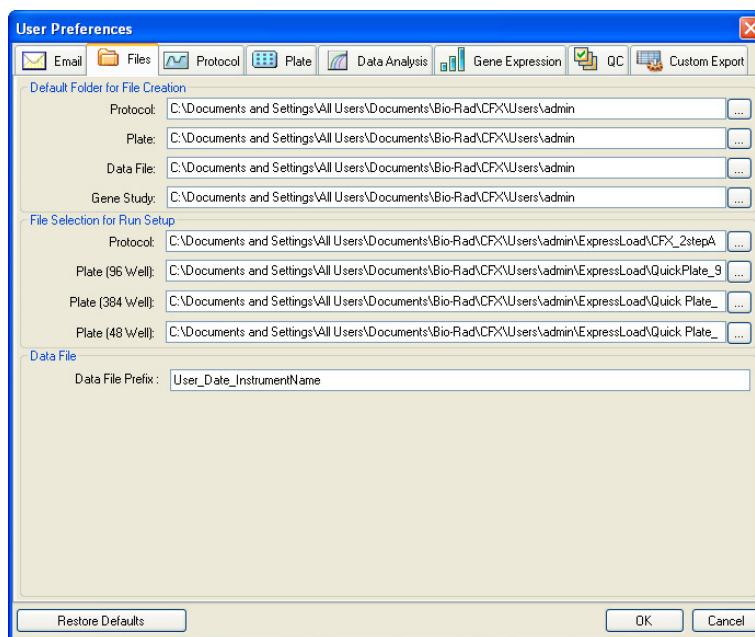 User Preferences
Email Files Protocol Plate Data Analysis Gene Expression QC Custom Export
Default Folder for File Creation
Protocol: C:\Documents and Settings\All Users\Documents\Bio-Rad\CFX\Users\admin ...
Plate: C:\Documents and Settings\All Users\Documents\Bio-Rad\CFX\Users\admin ...
Data File: C:\Documents and Settings\All Users\Documents\Bio-Rad\CFX\Users\admin ...
Gene Study: C:\Documents and Settings\All Users\Documents\Bio-Rad\CFX\Users\admin ...
File Selection for Run Setup
Protocol: C:\Documents and Settings\All Users\Documents\Bio-Rad\CFX\Users\admin\ExpressLoad\CFX_2stepA ...
Plate (96 Well): C:\Documents and Settings\All Users\Documents\Bio-Rad\CFX\Users\admin\ExpressLoad\QuickPlate_9 ...
Plate (384 Well): C:\Documents and Settings\All Users\Documents\Bio-Rad\CFX\Users\admin\ExpressLoad\Quick Plate_ ...
Plate (48 Well): C:\Documents and Settings\All Users\Documents\Bio-Rad\CFX\Users\admin\ExpressLoad\Quick Plate_ ...
Data File
Data File Prefix : User_Date_InstrumentName
Restore Defaults OK Cancel